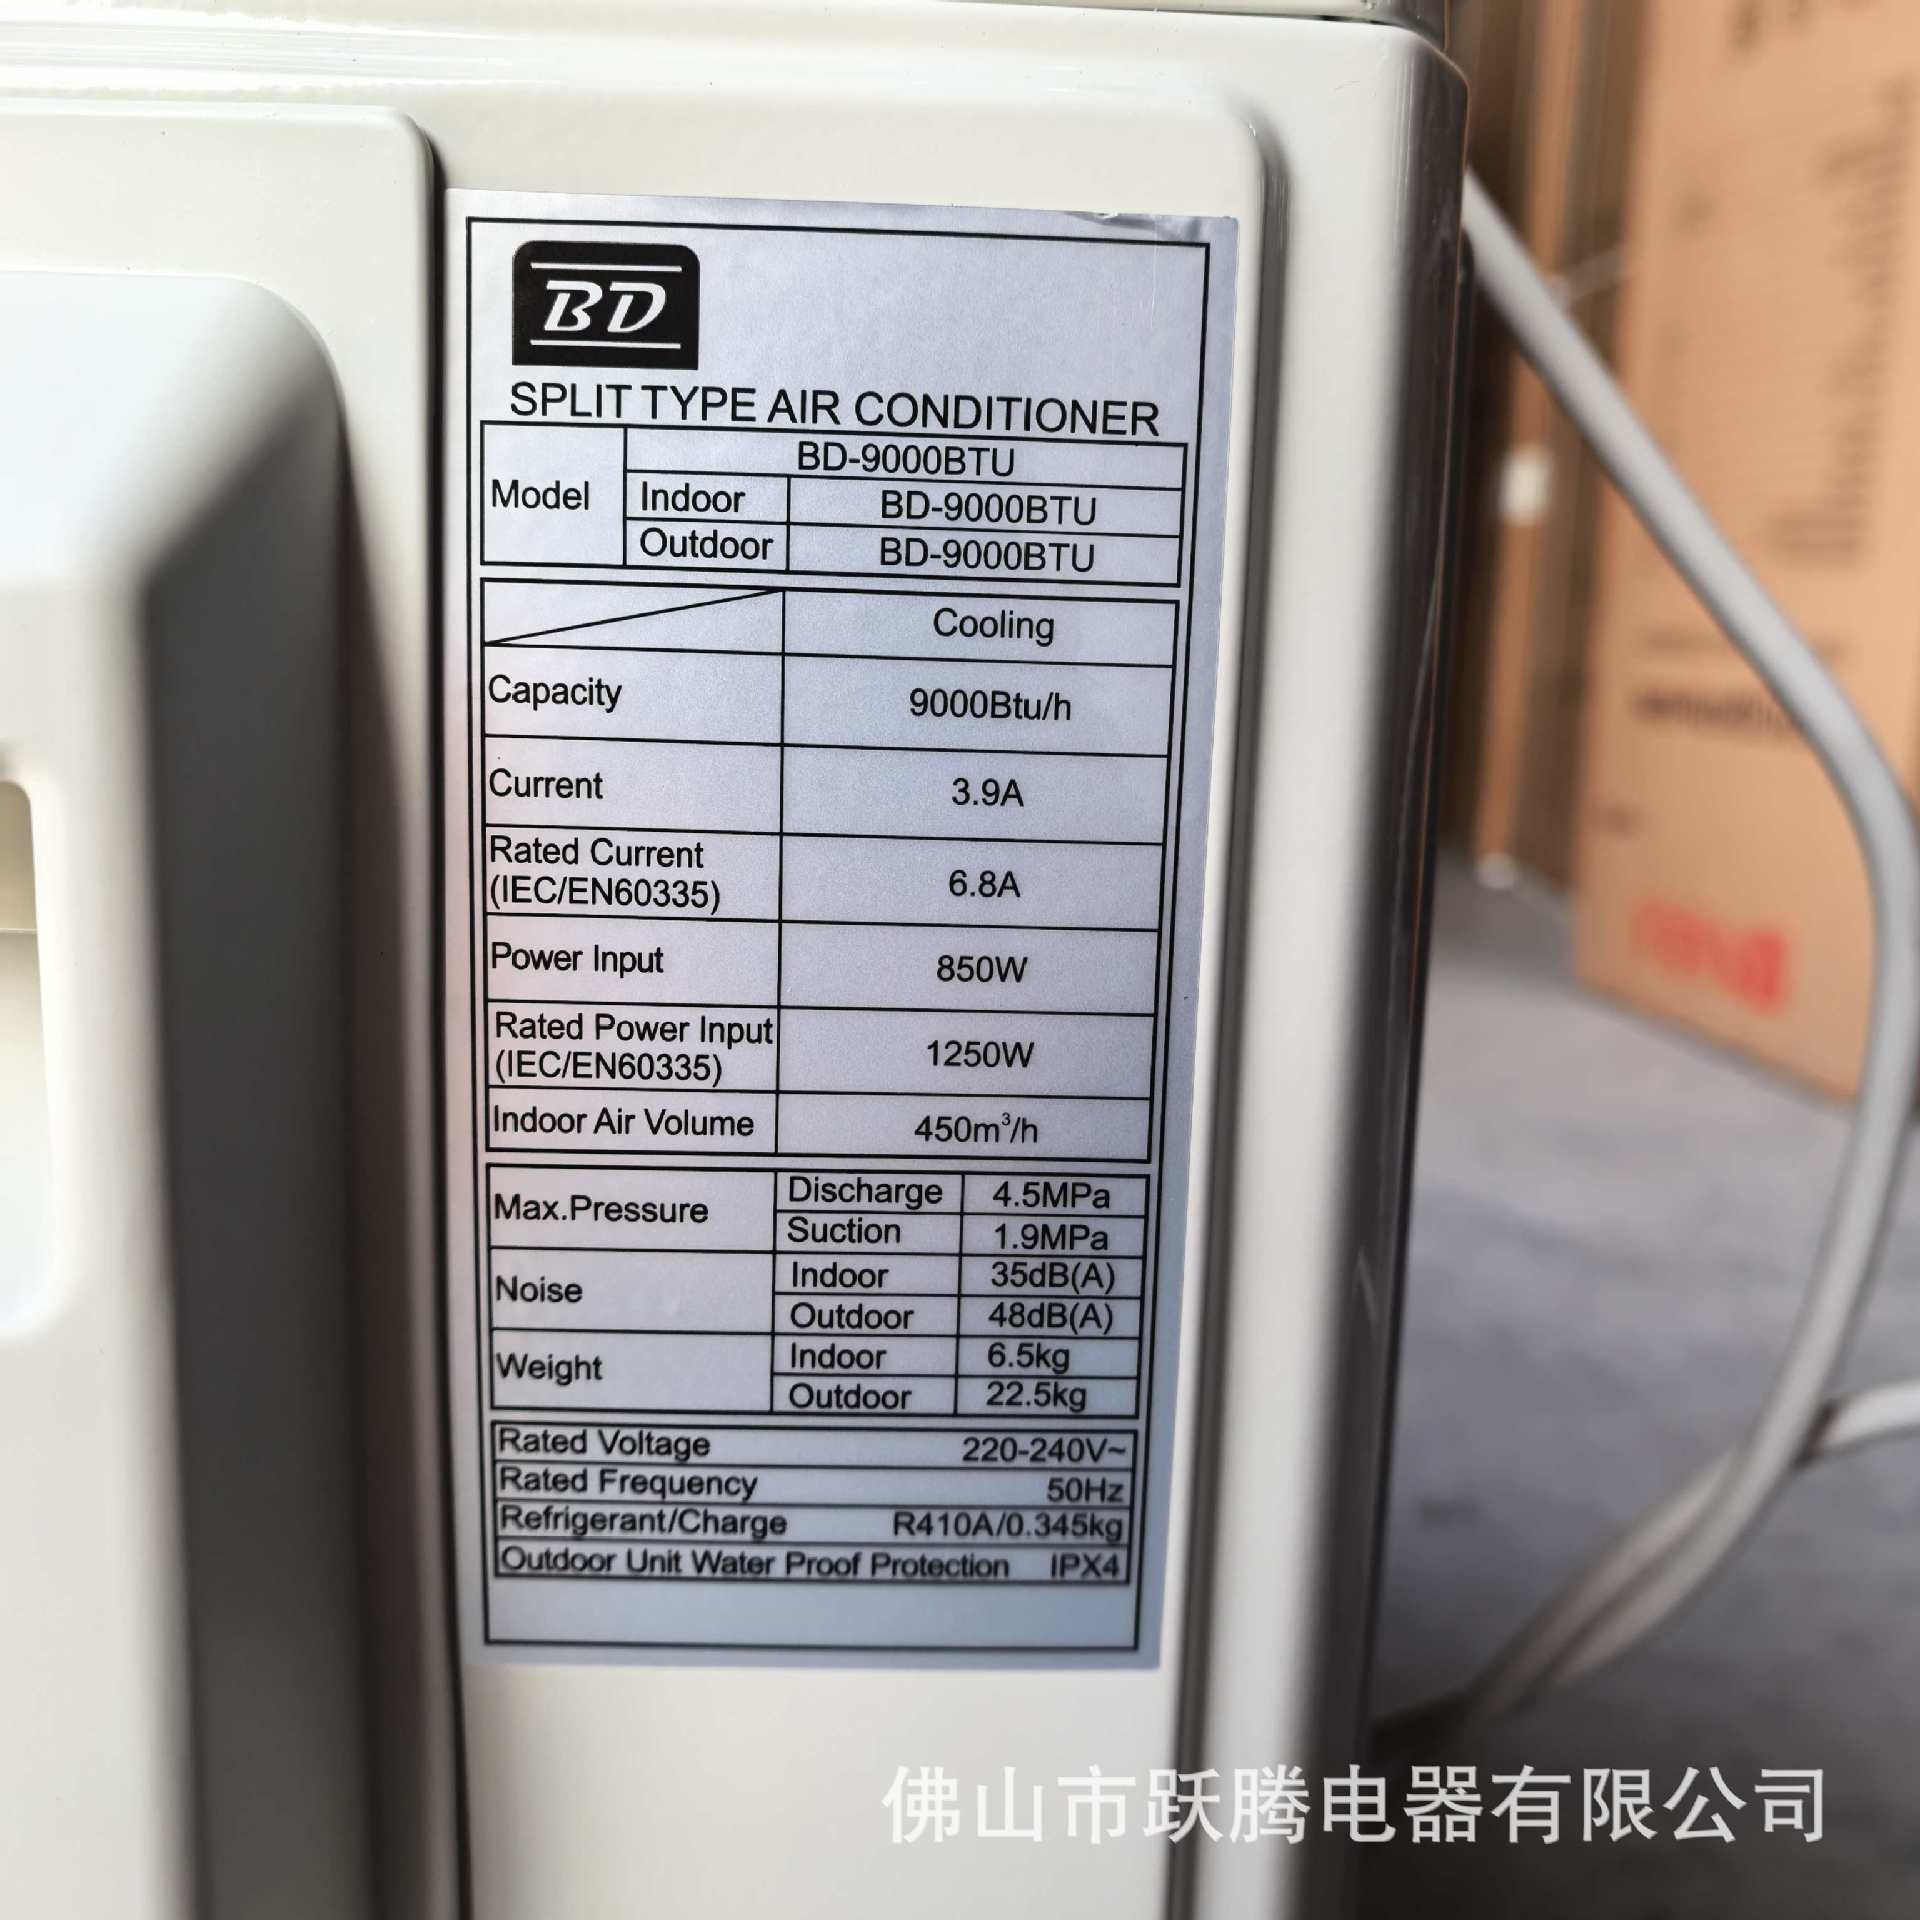 BD
SPLIT TYPE AIR CONDITIONER
Model
BD-9000BTU
Indoor BD-9000BTU
Outdoor BD-9000BTU
Cooling
Capacity 9000Btu/h
Current 3.9A
Rated Current
(IEC/EN60335) 6.8A
Power Input 850W
Rated Power Input
(IEC/EN60335) 1250W
Indoor Air Volume 450m³/h
Max.Pressure
Discharge 4.5MPa
Suction 1.9MPa
Noise
Indoor 35dB(A)
Outdoor 48dB(A)
Weight
Indoor 6.5kg
Outdoor 22.5kg
Rated Voltage 220-240V~
Rated Frequency 50Hz
Refrigerant/Charge R410A/0.345kg
Outdoor Unit Water Proof Protection IPX4
佛山市跃腾电器有限公司